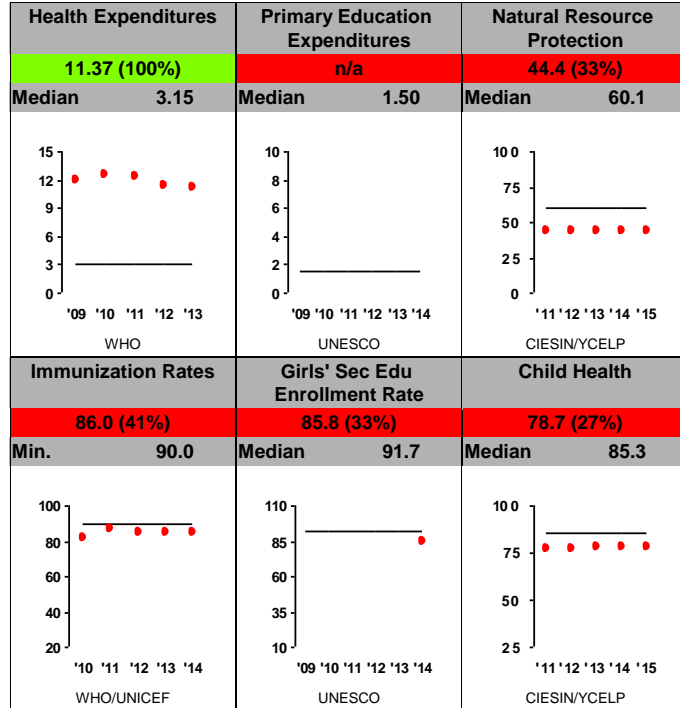 Health Expenditures
11.37 (100%)
Median 3.15
15
12
9
6
3
0
'09 '10 '11 '12 '13
WHO
Primary Education
Expenditures
n/a
Median 1.50
10
8
6
4
2
0
'09 '10 '11 '12 '13 '14
UNESCO
Natural Resource
Protection
44.4 (33%)
Median 60.1
100
75
50
25
0
'11 '12 '13 '14 '15
CIESIN/YCELP
Immunization Rates
86.0 (41%)
Min. 90.0
100
80
60
40
20
'10 '11 '12 '13 '14
WHO/UNICEF
Girls' Sec Edu
Enrollment Rate
85.8 (33%)
Median 91.7
110
85
60
35
10
'09 '10 '11 '12 '13 '14
UNESCO
Child Health
78.7 (27%)
Median 85.3
100
75
50
25
'11 '12 '13 '14 '15
CIESIN/YCELP